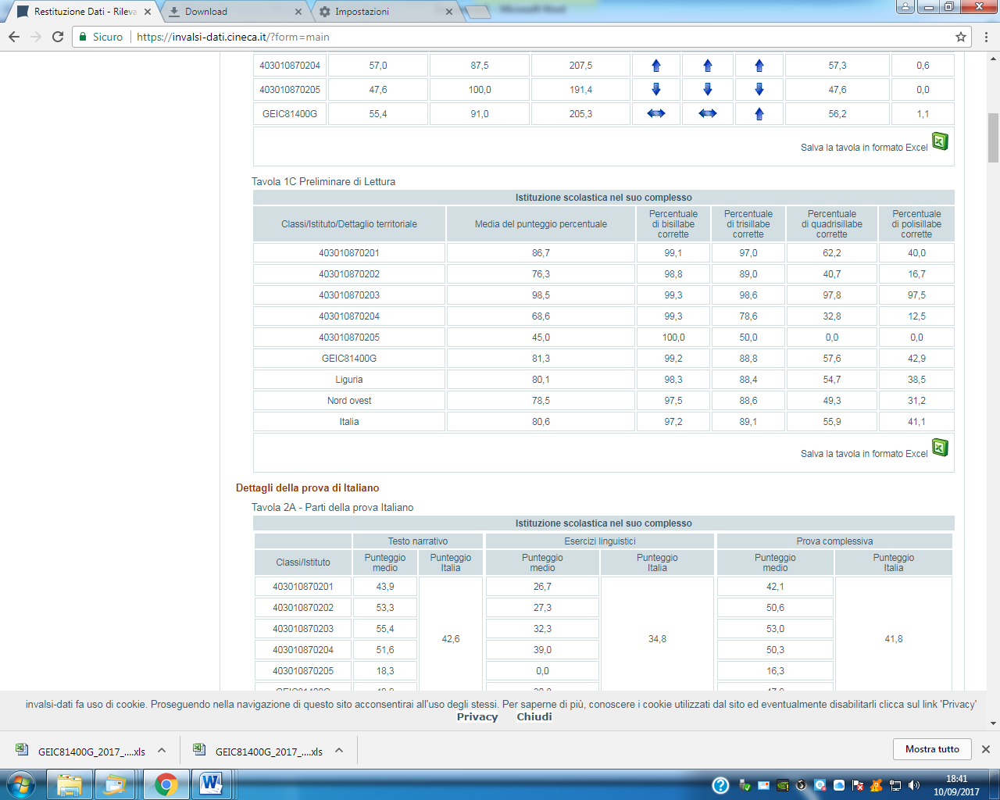 Restituzione Dati - Rileva
Download
Impostazioni
Sicuro
https://invalsi-dati.cineca.it/?form=main
403010870204 57,0 87,5 207,5 57,3 0,6
403010870205 47,6 100,0 191,4 47,6 0,0
GEIC81400G 55,4 91,0 205,3 56,2 1,1
Salva la tavola in formato Excel
Tavola 1C Preliminare di Lettura
Istituzione scolastica nel suo complesso
Classi/Istituto/Dettaglio territoriale Media del punteggio percentuale Percentuale di bisillabe corrette Percentuale di trisillabe corrette Percentuale di quadrisillabe corrette Percentuale di polisillabe corrette
403010870201 86,7 99,1 97,0 62,2 40,0
403010870202 76,3 98,8 89,0 40,7 16,7
403010870203 98,5 99,3 98,6 97,8 97,5
403010870204 68,6 99,3 78,6 32,8 12,5
403010870205 45,0 100,0 50,0 0,0 0,0
GEIC81400G 81,3 99,2 88,8 57,6 42,9
Liguria 80,1 98,3 88,4 54,7 38,5
Nord ovest 78,5 97,5 88,6 49,3 31,2
Italia 80,6 97,2 89,1 55,9 41,1
Salva la tavola in formato Excel
Dettagli della prova di Italiano
Tavola 2A - Parti della prova Italiano
Istituzione scolastica nel suo complesso
Testo narrativo Esercizi linguistici Prova complessiva
Classi/Istituto Punteggio medio Punteggio Italia Punteggio medio Punteggio Italia Punteggio medio Punteggio Italia
403010870201 43,9 26,7 42,1
403010870202 53,3 27,3 50,6
403010870203 55,4 32,3 53,0
42,6 34,8 41,8
403010870204 51,6 39,0 50,3
403010870205 18,3 0,0 16,3
invalsi-dati fa uso di cookie. Proseguendo nella navigazione di questo sito acconsentirai all'uso degli stessi. Per saperne di più, conoscere i cookie utilizzati dal sito ed eventualmente disabilitarli clicca sul link 'Privacy'
Privacy Chiudi
GEIC81400G_2017_....xls
GEIC81400G_2017_....xls
Mostra tutto
18:41
10/09/2017